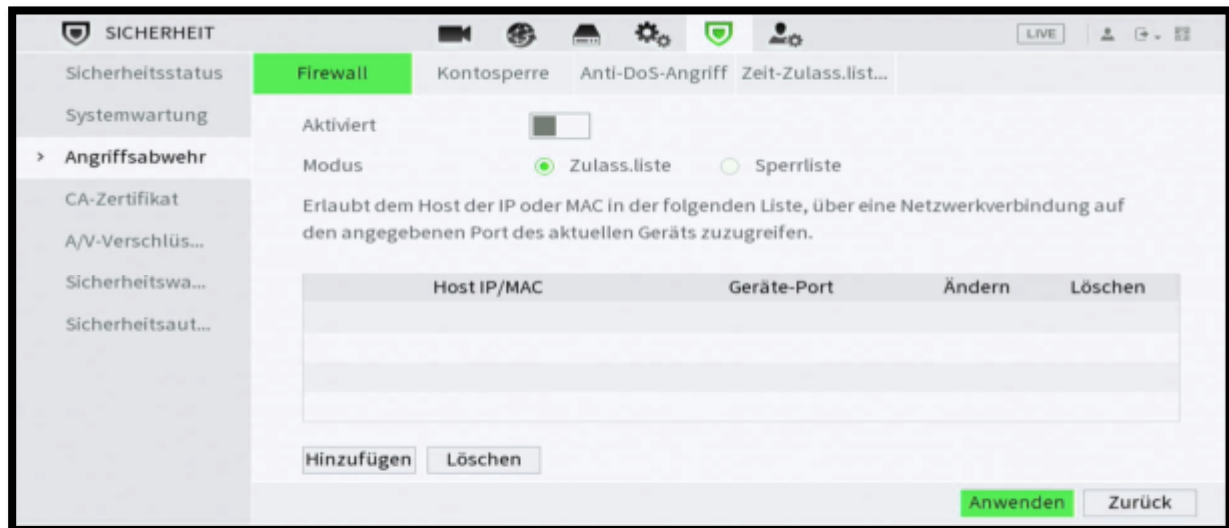 SICHERHEIT
LIVE
Sicherheitsstatus
Systemwartung
> Angriffsabwehr
CA-Zertifikat
A/V-Verschlüs...
Sicherheitswa...
Sicherheitsaut...
Firewall Kontosperre Anti-DoS-Angriff Zeit-Zulass.list...
Aktiviert
Modus Zulass.liste Sperrliste
Erlaubt dem Host der IP oder MAC in der folgenden Liste, über eine Netzwerkverbindung auf
den angegebenen Port des aktuellen Geräts zuzugreifen.
Host IP/MAC Geräte-Port Ändern Löschen
Hinzufügen Löschen
Anwenden Zurück